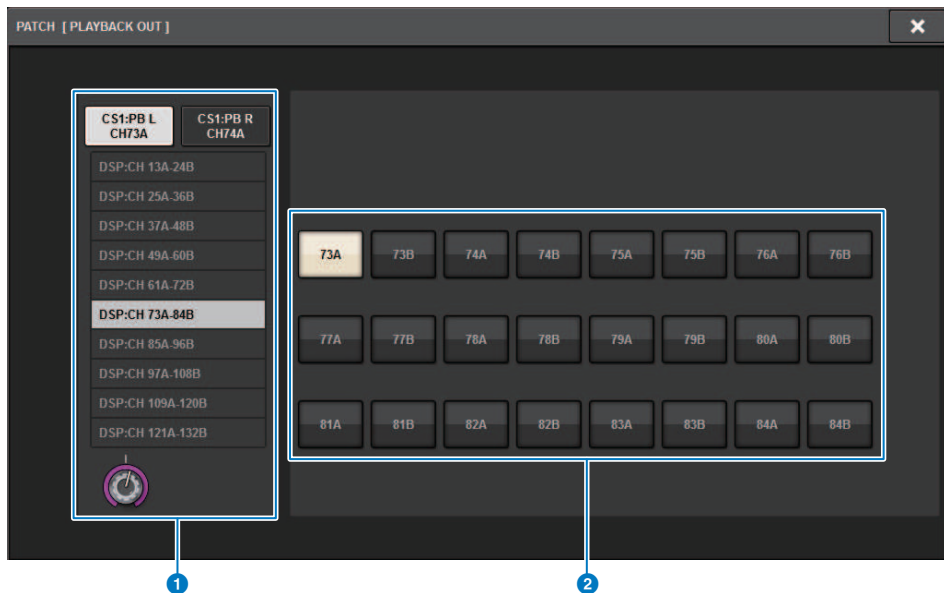 PATCH [ PLAYBACK OUT ]
CS1:PB L
CH73A
CS1:PB R
CH74A
DSP:CH 13A-24B
DSP:CH 25A-36B
DSP:CH 37A-48B
DSP:CH 49A-60B
DSP:CH 61A-72B
DSP:CH 73A-84B
DSP:CH 85A-96B
DSP:CH 97A-108B
DSP:CH 109A-120B
DSP:CH 121A-132B
73A 73B 74A 74B 75A 75B 76A 76B
77A 77B 78A 78B 79A 79B 80A 80B
81A 81B 82A 82B 83A 83B 84A 84B
1 2